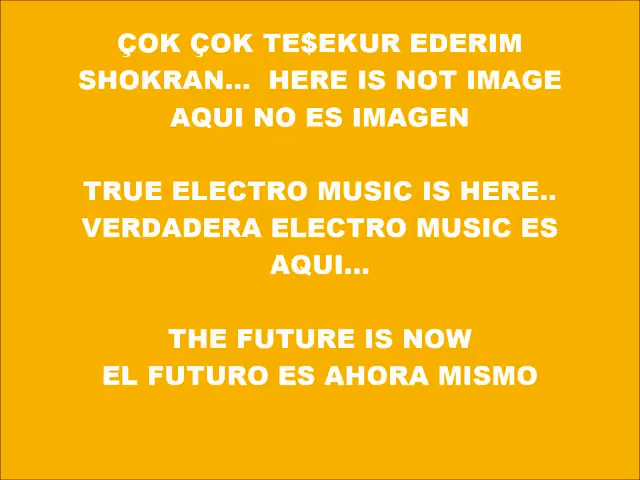 ÇOK ÇOK TE$EKUR EDERIM
SHOKRAN...  HERE IS NOT IMAGE
AQUI NO ES IMAGEN
TRUE ELECTRO MUSIC IS HERE..
VERDADERA ELECTRO MUSIC ES
AQUI...
THE FUTURE IS NOW
EL FUTURO ES AHORA MISMO